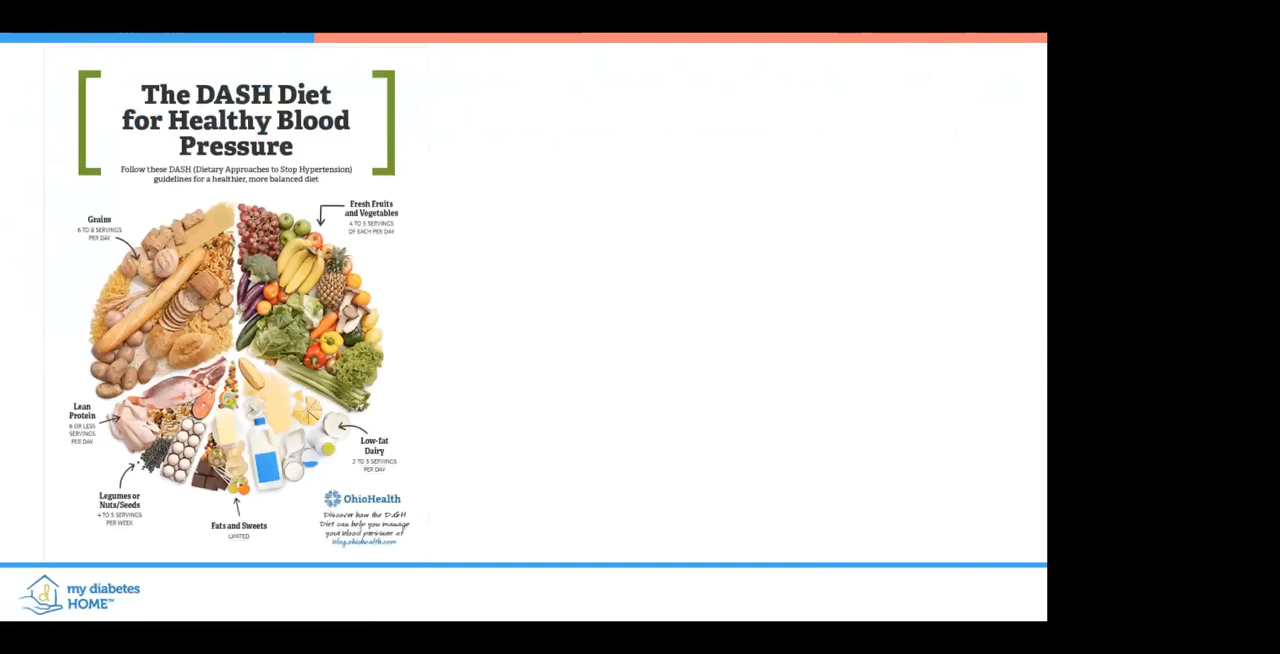 The DASH Diet
for Healthy Blood
Pressure
Follow these DASH (Dietary Approaches to Stop Hypertension)
guidelines for a healthier, more balanced diet
Grains
6 TO 8 SERVINGS
PER DAY
Fresh Fruits
and Vegetables
4 TO 5 SERVINGS
OF EACH PER DAY
Lean
Protein
6 OR LESS
SERVINGS
PER DAY
Low-fat
Dairy
2 TO 3 SERVINGS
PER DAY
Legumes or
Nuts/Seeds
4 TO 5 SERVINGS
PER WEEK
Fats and Sweets
LIMITED
OhioHealth
Discover how the DASH
Diet can help you manage
your blood pressure at
blog.ohiohealth.com
my diabetes
HOME™